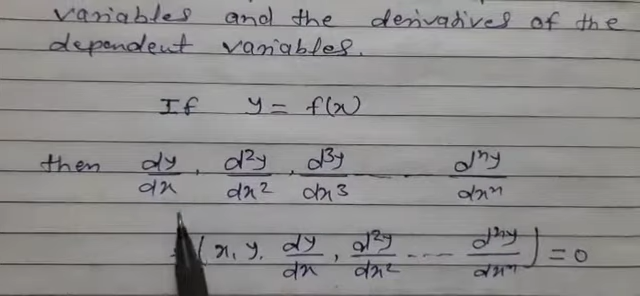 variables and the derivatives of the
dependent variables.
If y = f(x)
then dy/dx, d²y/dx², d³y/dx³ - - dⁿy/dxⁿ
(x, y, dy/dx, d²y/dx² ---- dⁿy/dxⁿ) = 0